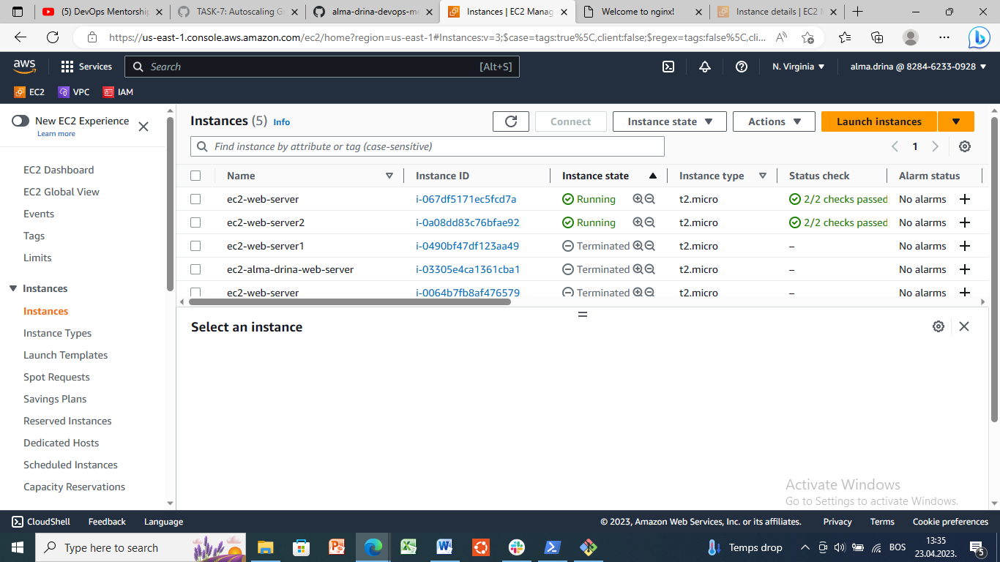 (5) DevOps Mentorship
TASK-7: Autoscaling G
alma-drina-devops-me
Instances | EC2 Manag
Welcome to nginx!
Instance details | EC2 M
https://us-east-1.console.aws.amazon.com/ec2/home?region=us-east-1#Instances:v=3;$case=tags:true%5C,client:false;$regex=tags:false%5C,cli...
aws
Services
Search
[Alt+S]
N. Virginia
alma.drina @ 8284-6233-0928
EC2
VPC
IAM
New EC2 Experience
Learn more
EC2 Dashboard
EC2 Global View
Events
Tags
Limits
Instances
Instances
Instance Types
Launch Templates
Spot Requests
Savings Plans
Reserved Instances
Dedicated Hosts
Scheduled Instances
Capacity Reservations
Instances (5) Info
Connect
Instance state
Actions
Launch instances
Find instance by attribute or tag (case-sensitive)
1
Name Instance ID Instance state Instance type Status check Alarm status
ec2-web-server i-067df5171ec5fcd7a Running t2.micro 2/2 checks passed No alarms +
ec2-web-server2 i-0a08dd83c76bfae92 Running t2.micro 2/2 checks passed No alarms +
ec2-web-server1 i-0490bf47df123aa49 Terminated t2.micro – No alarms +
ec2-alma-drina-web-server i-03305e4ca1361cba1 Terminated t2.micro – No alarms +
ec2-web-server i-0064b7fb8af476579 Terminated t2.micro – No alarms +
Select an instance
Activate Windows
Go to Settings to activate Windows.
CloudShell
Feedback
Language
© 2023, Amazon Web Services, Inc. or its affiliates.
Privacy
Terms
Cookie preferences
Type here to search
Temps drop
BOS
13:35
23.04.2023.
5